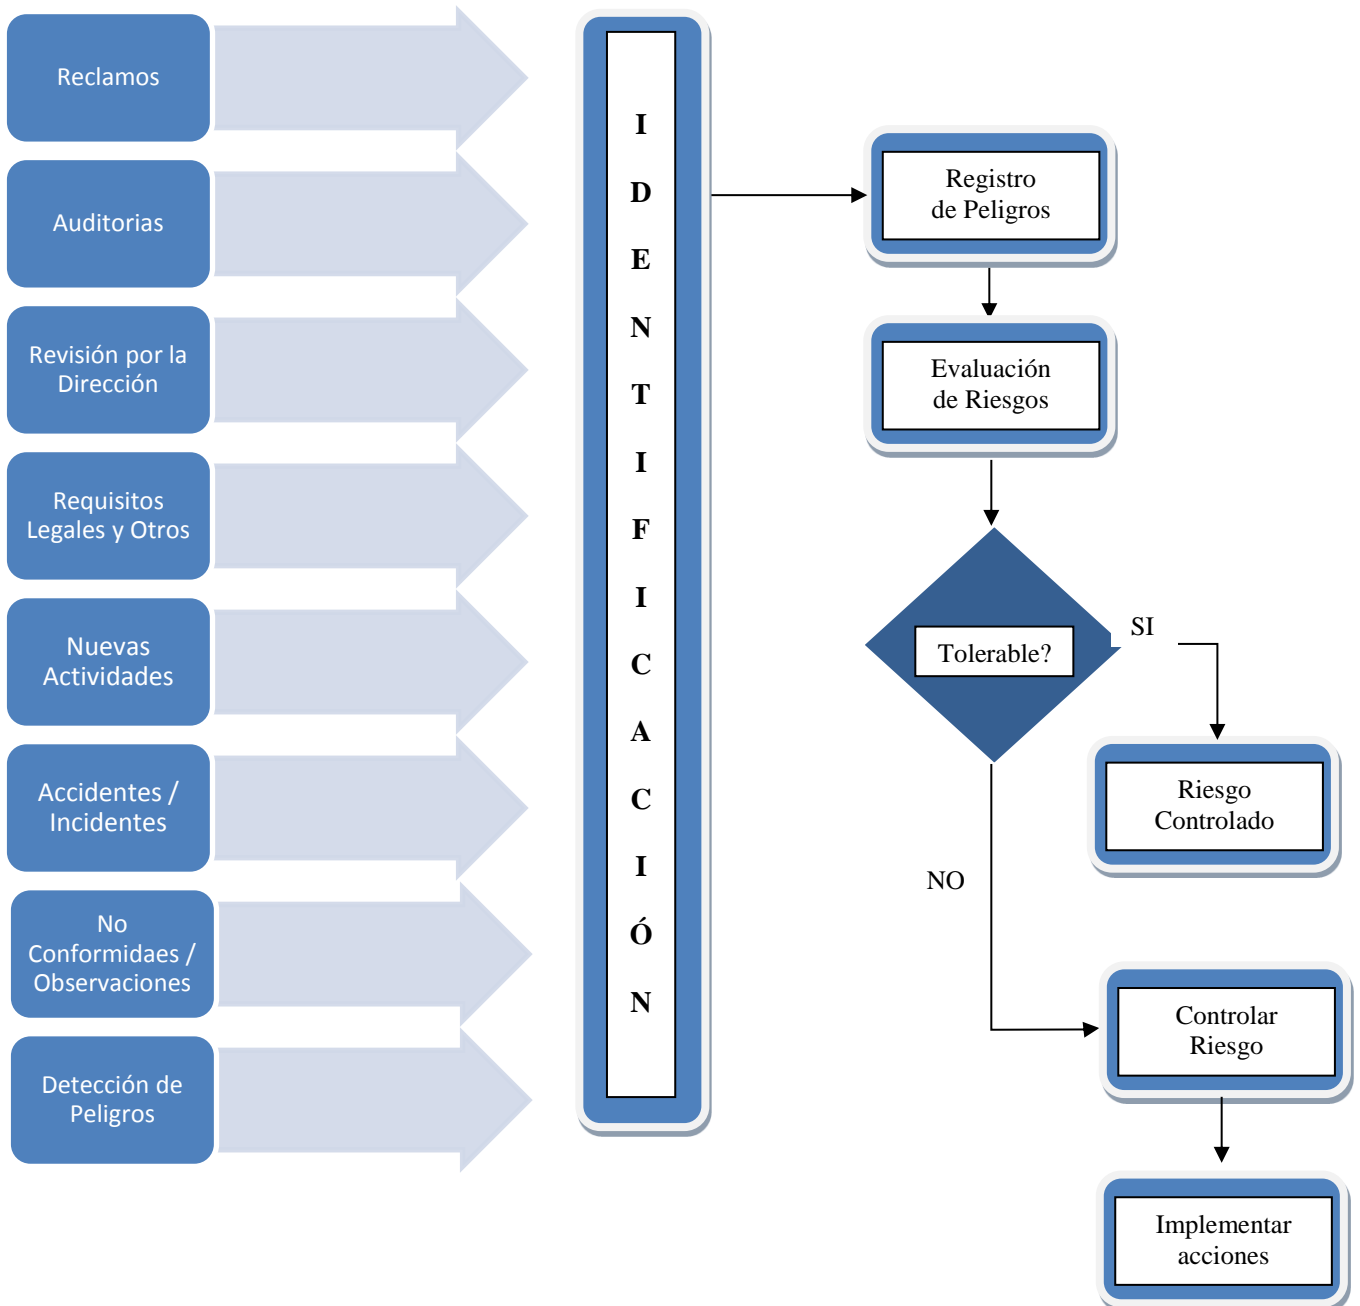 Reclamos
Auditorias
Revisión por la
Dirección
Requisitos
Legales y Otros
Nuevas
Actividades
Accidentes /
Incidentes
No
Conformidaes /
Observaciones
Detección de
Peligros
I
D
E
N
T
I
F
I
C
A
C
I
Ó
N
Registro
de Peligros
Evaluación
de Riesgos
Tolerable?
SI
Riesgo
Controlado
NO
Controlar
Riesgo
Implementar
acciones